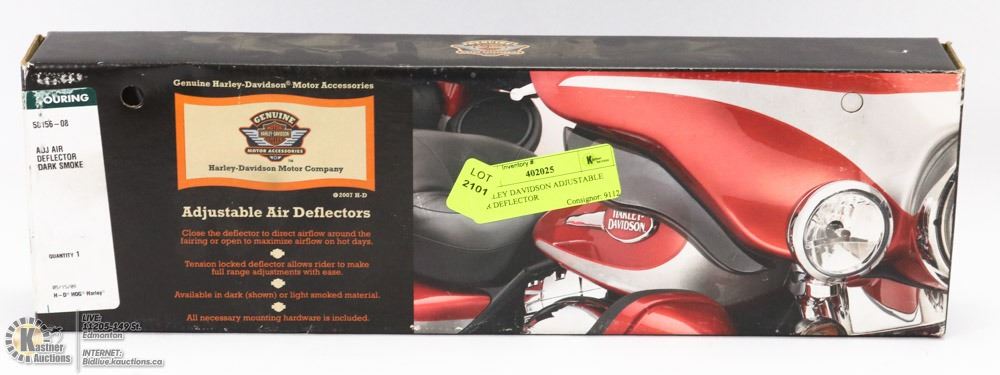 TOURING
58156-08
ADJ AIR
DEFLECTOR
DARK SMOKE
QUANTITY 1
05/15/09
H-D® HOG® Harley®
Genuine Harley-Davidson® Motor Accessories
GENUINE
MOTOR
HARLEY-DAVIDSON
MOTOR ACCESSORIES
Harley-Davidson Motor Company
©2007 H-D
Adjustable Air Deflectors
Close the deflector to direct airflow around the
fairing or open to maximize airflow on hot days.
Tension locked deflector allows rider to make
full range adjustments with ease.
Available in dark (shown) or light smoked material.
All necessary mounting hardware is included.
LOT
2101
Inventory #
402025
LEY DAVIDSON ADJUSTABLE
DEFLECTOR
Consignor: 9112
HARLEY-
DAVIDSON
Kastner
Auctions
LIVE:
11205-149 St.
Edmonton
INTERNET:
Bidlive.kauctions.ca